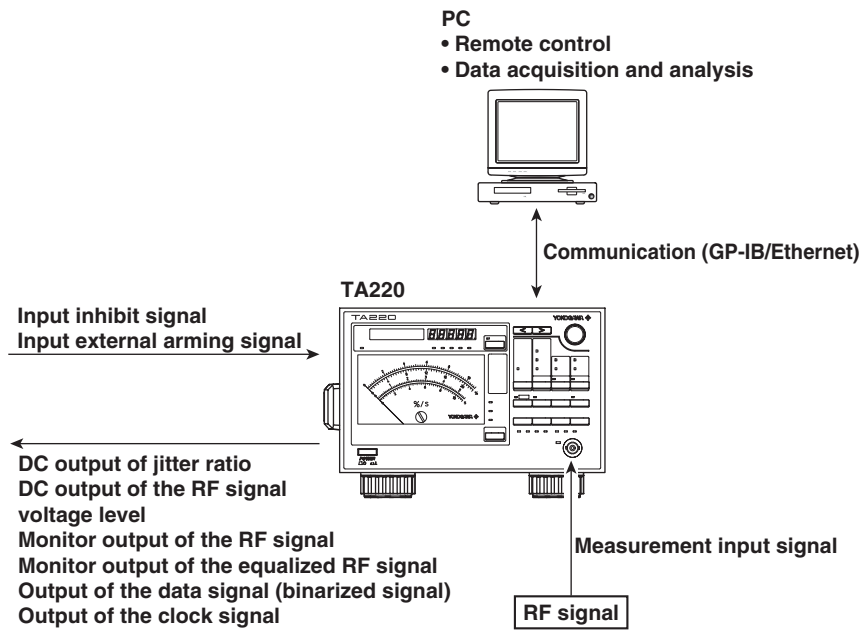 PC
• Remote control
• Data acquisition and analysis
Communication (GP-IB/Ethernet)
TA220
Input inhibit signal
Input external arming signal
TA220
YOKOGAWA
%/s
YOKOGAWA
POWER
DC output of jitter ratio
DC output of the RF signal
voltage level
Monitor output of the RF signal
Monitor output of the equalized RF signal
Output of the data signal (binarized signal)
Output of the clock signal
Measurement input signal
RF signal